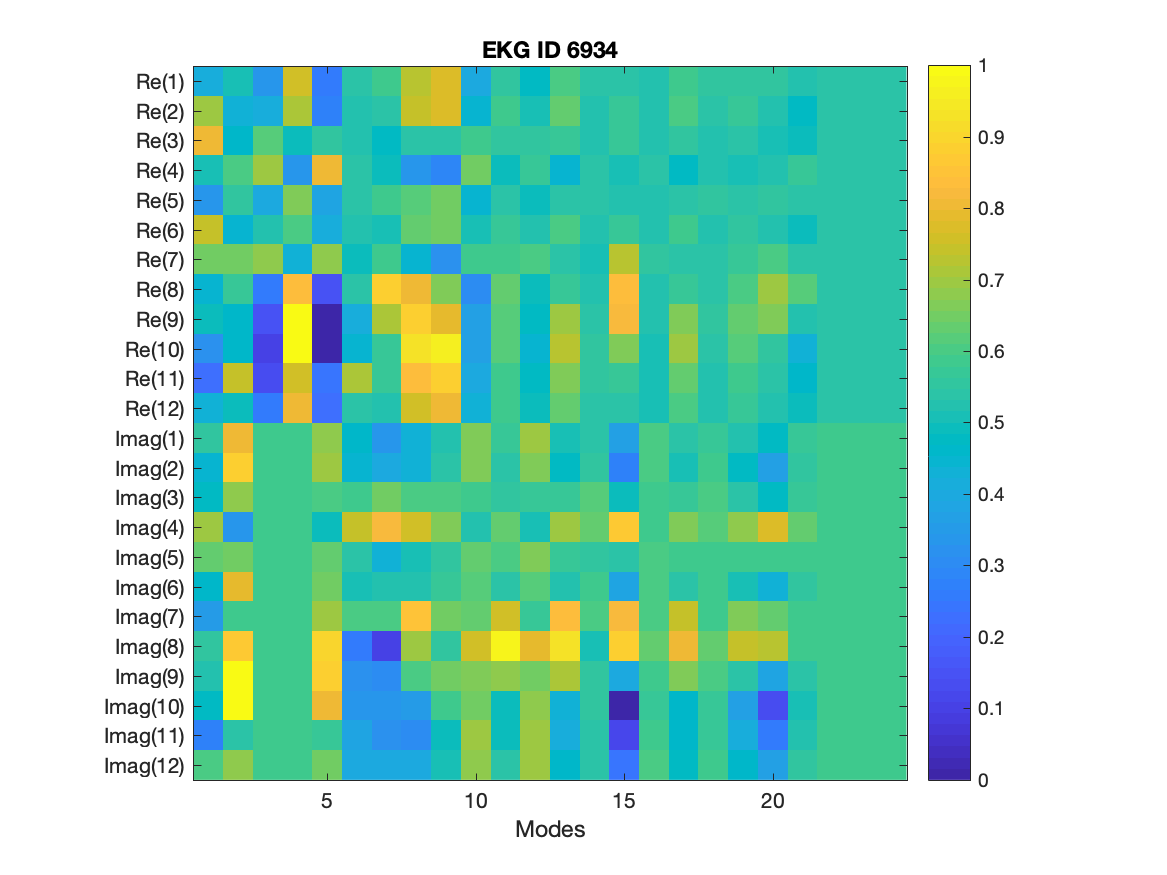 EKG ID 6934
Re(1)
Re(2)
Re(3)
Re(4)
Re(5)
Re(6)
Re(7)
Re(8)
Re(9)
Re(10)
Re(11)
Re(12)
Imag(1)
Imag(2)
Imag(3)
Imag(4)
Imag(5)
Imag(6)
Imag(7)
Imag(8)
Imag(9)
Imag(10)
Imag(11)
Imag(12)
5 10 15 20
Modes
1
0.9
0.8
0.7
0.6
0.5
0.4
0.3
0.2
0.1
0